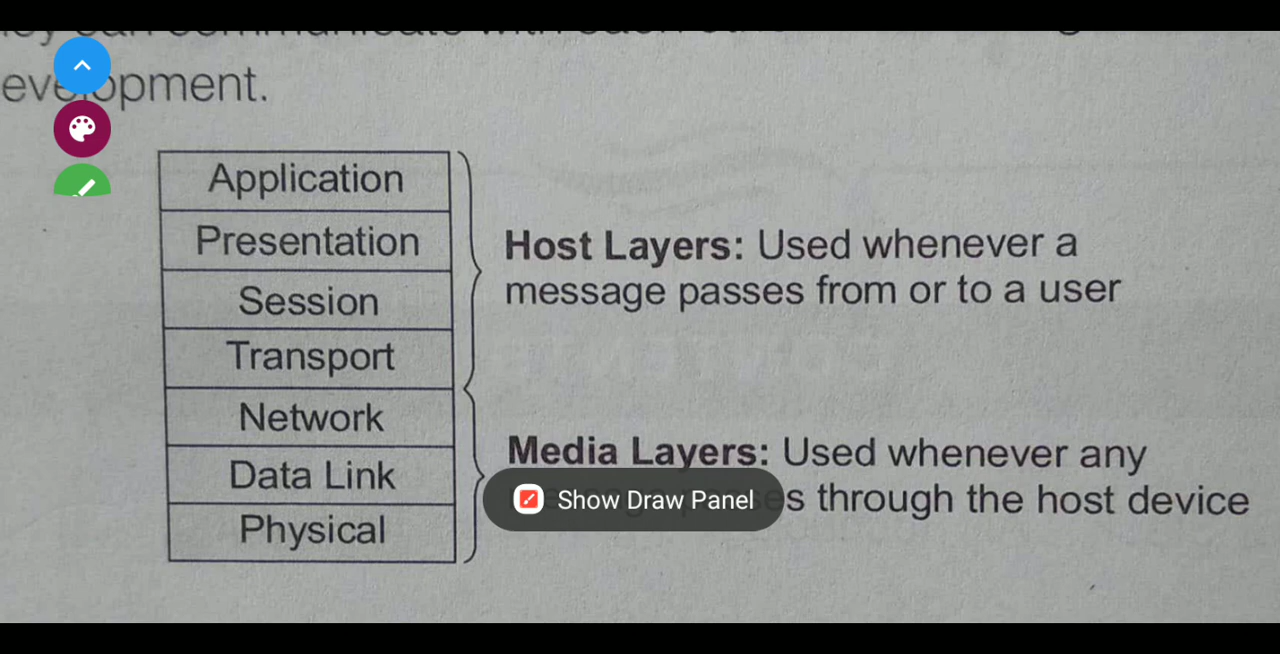 evelopment.
Application
Presentation
Session
Transport
Network
Data Link
Physical
Host Layers: Used whenever a
message passes from or to a user
Media Layers: Used whenever any
through the host device
Show Draw Panel